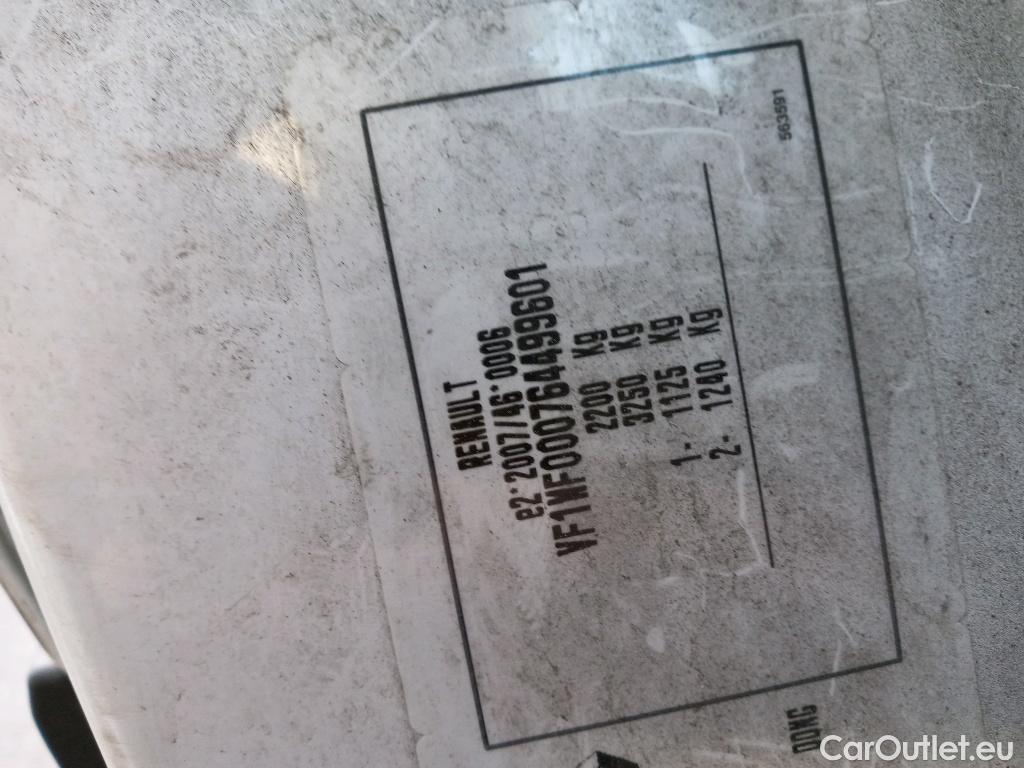 RENAULT
e2*2007/46*0006
VF1MF000764499601
2200 Kg
3250 Kg
1- 1125 Kg
2- 1240 Kg
563591
DONG
CarOutlet.eu